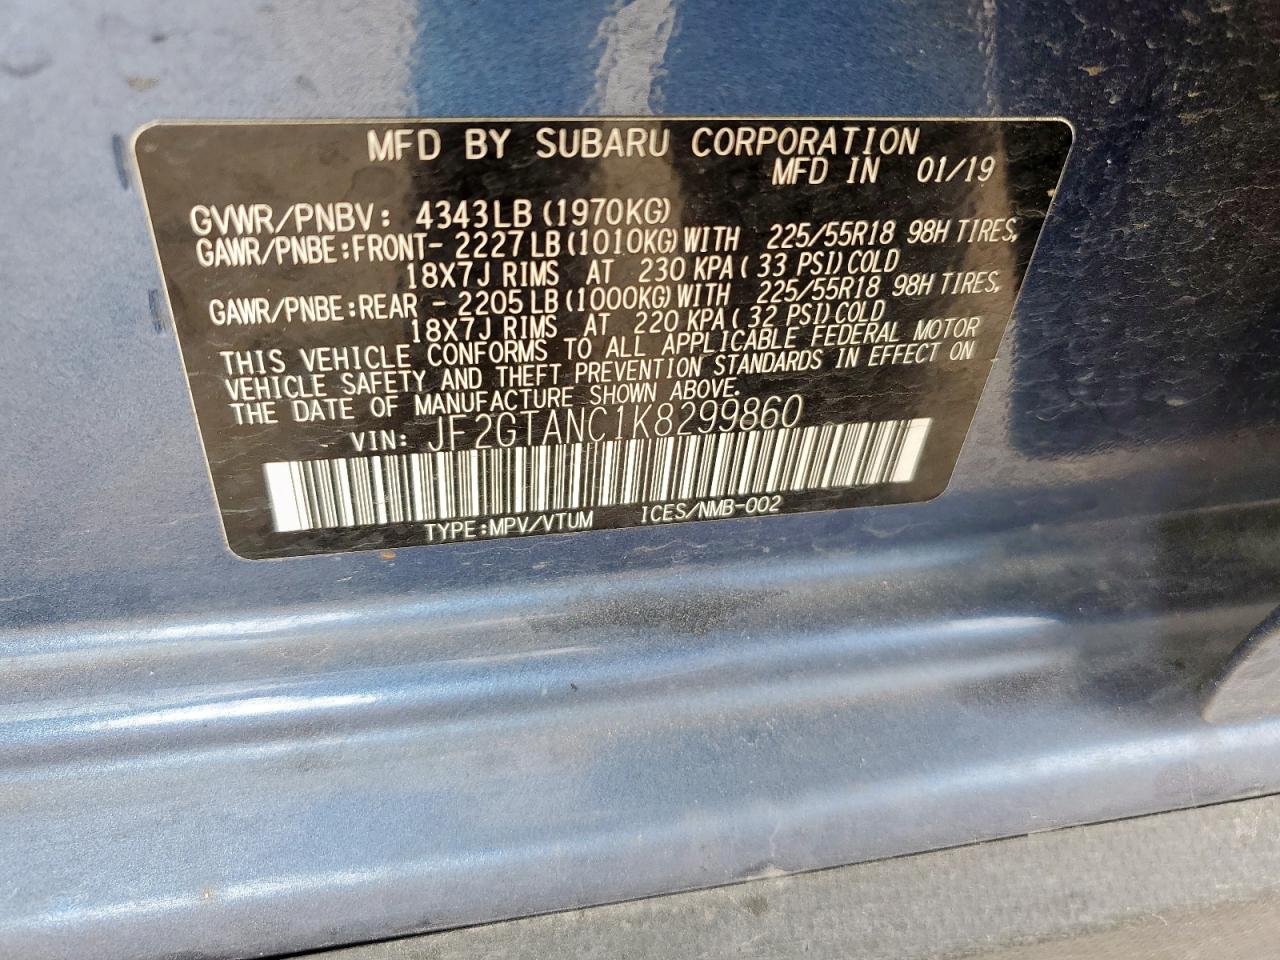 MFD BY SUBARU CORPORATION
MFD IN 01/19
GVWR/PNBV: 4343LB (1970KG)
GAWR/PNBE:FRONT- 2227LB(1010KG)WITH 225/55R18 98H TIRES,
18X7J RIMS AT 230 KPA( 33 PSI)COLD
GAWR/PNBE:REAR - 2205LB(1000KG)WITH 225/55R18 98H TIRES,
18X7J RIMS AT 220 KPA( 32 PSI)COLD
THIS VEHICLE CONFORMS TO ALL APPLICABLE FEDERAL MOTOR
VEHICLE SAFETY AND THEFT PREVENTION STANDARDS IN EFFECT ON
THE DATE OF MANUFACTURE SHOWN ABOVE.
VIN: JF2GTANC1K8299860
TYPE:MPV/VTUM ICES/NMB-002